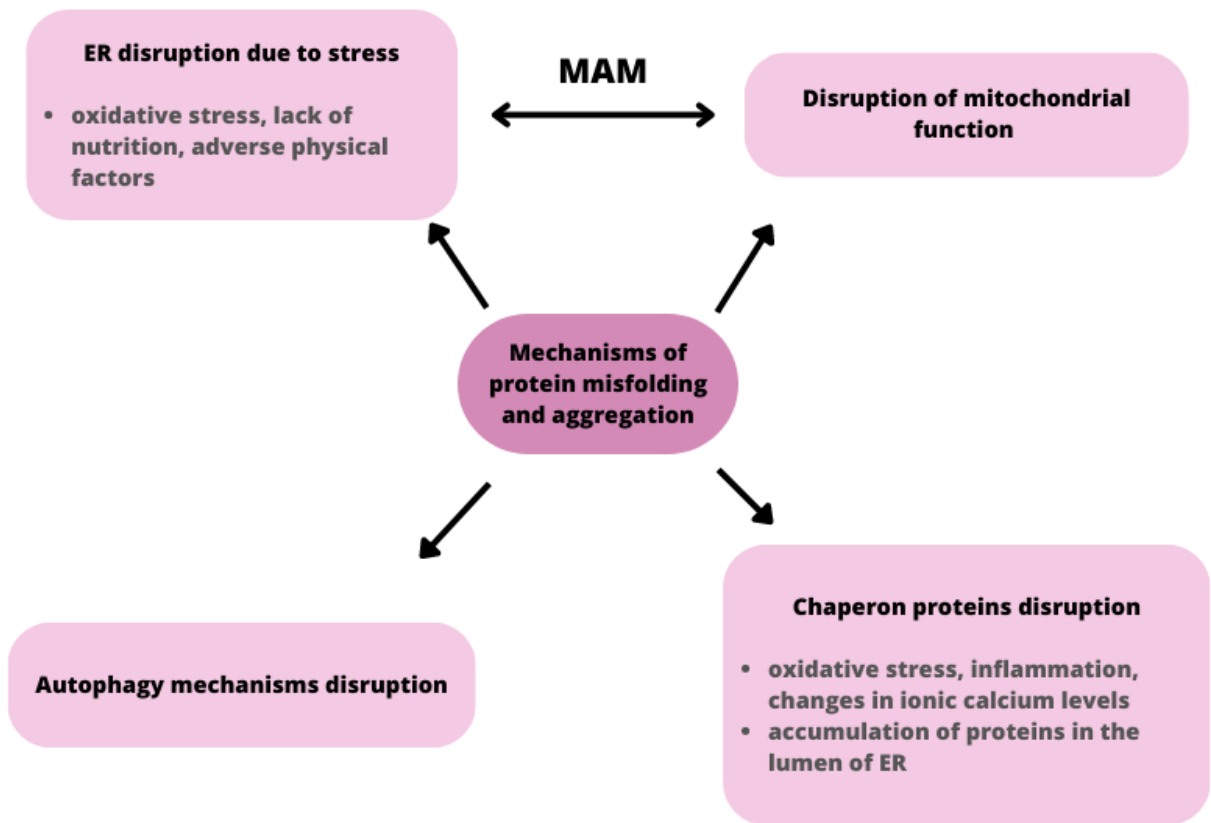 ER disruption due to stress
• oxidative stress, lack of
nutrition, adverse physical
factors
MAM
Disruption of mitochondrial
function
Mechanisms of
protein misfolding
and aggregation
Autophagy mechanisms disruption
Chaperon proteins disruption
• oxidative stress, inflammation,
changes in ionic calcium levels
• accumulation of proteins in the
lumen of ER